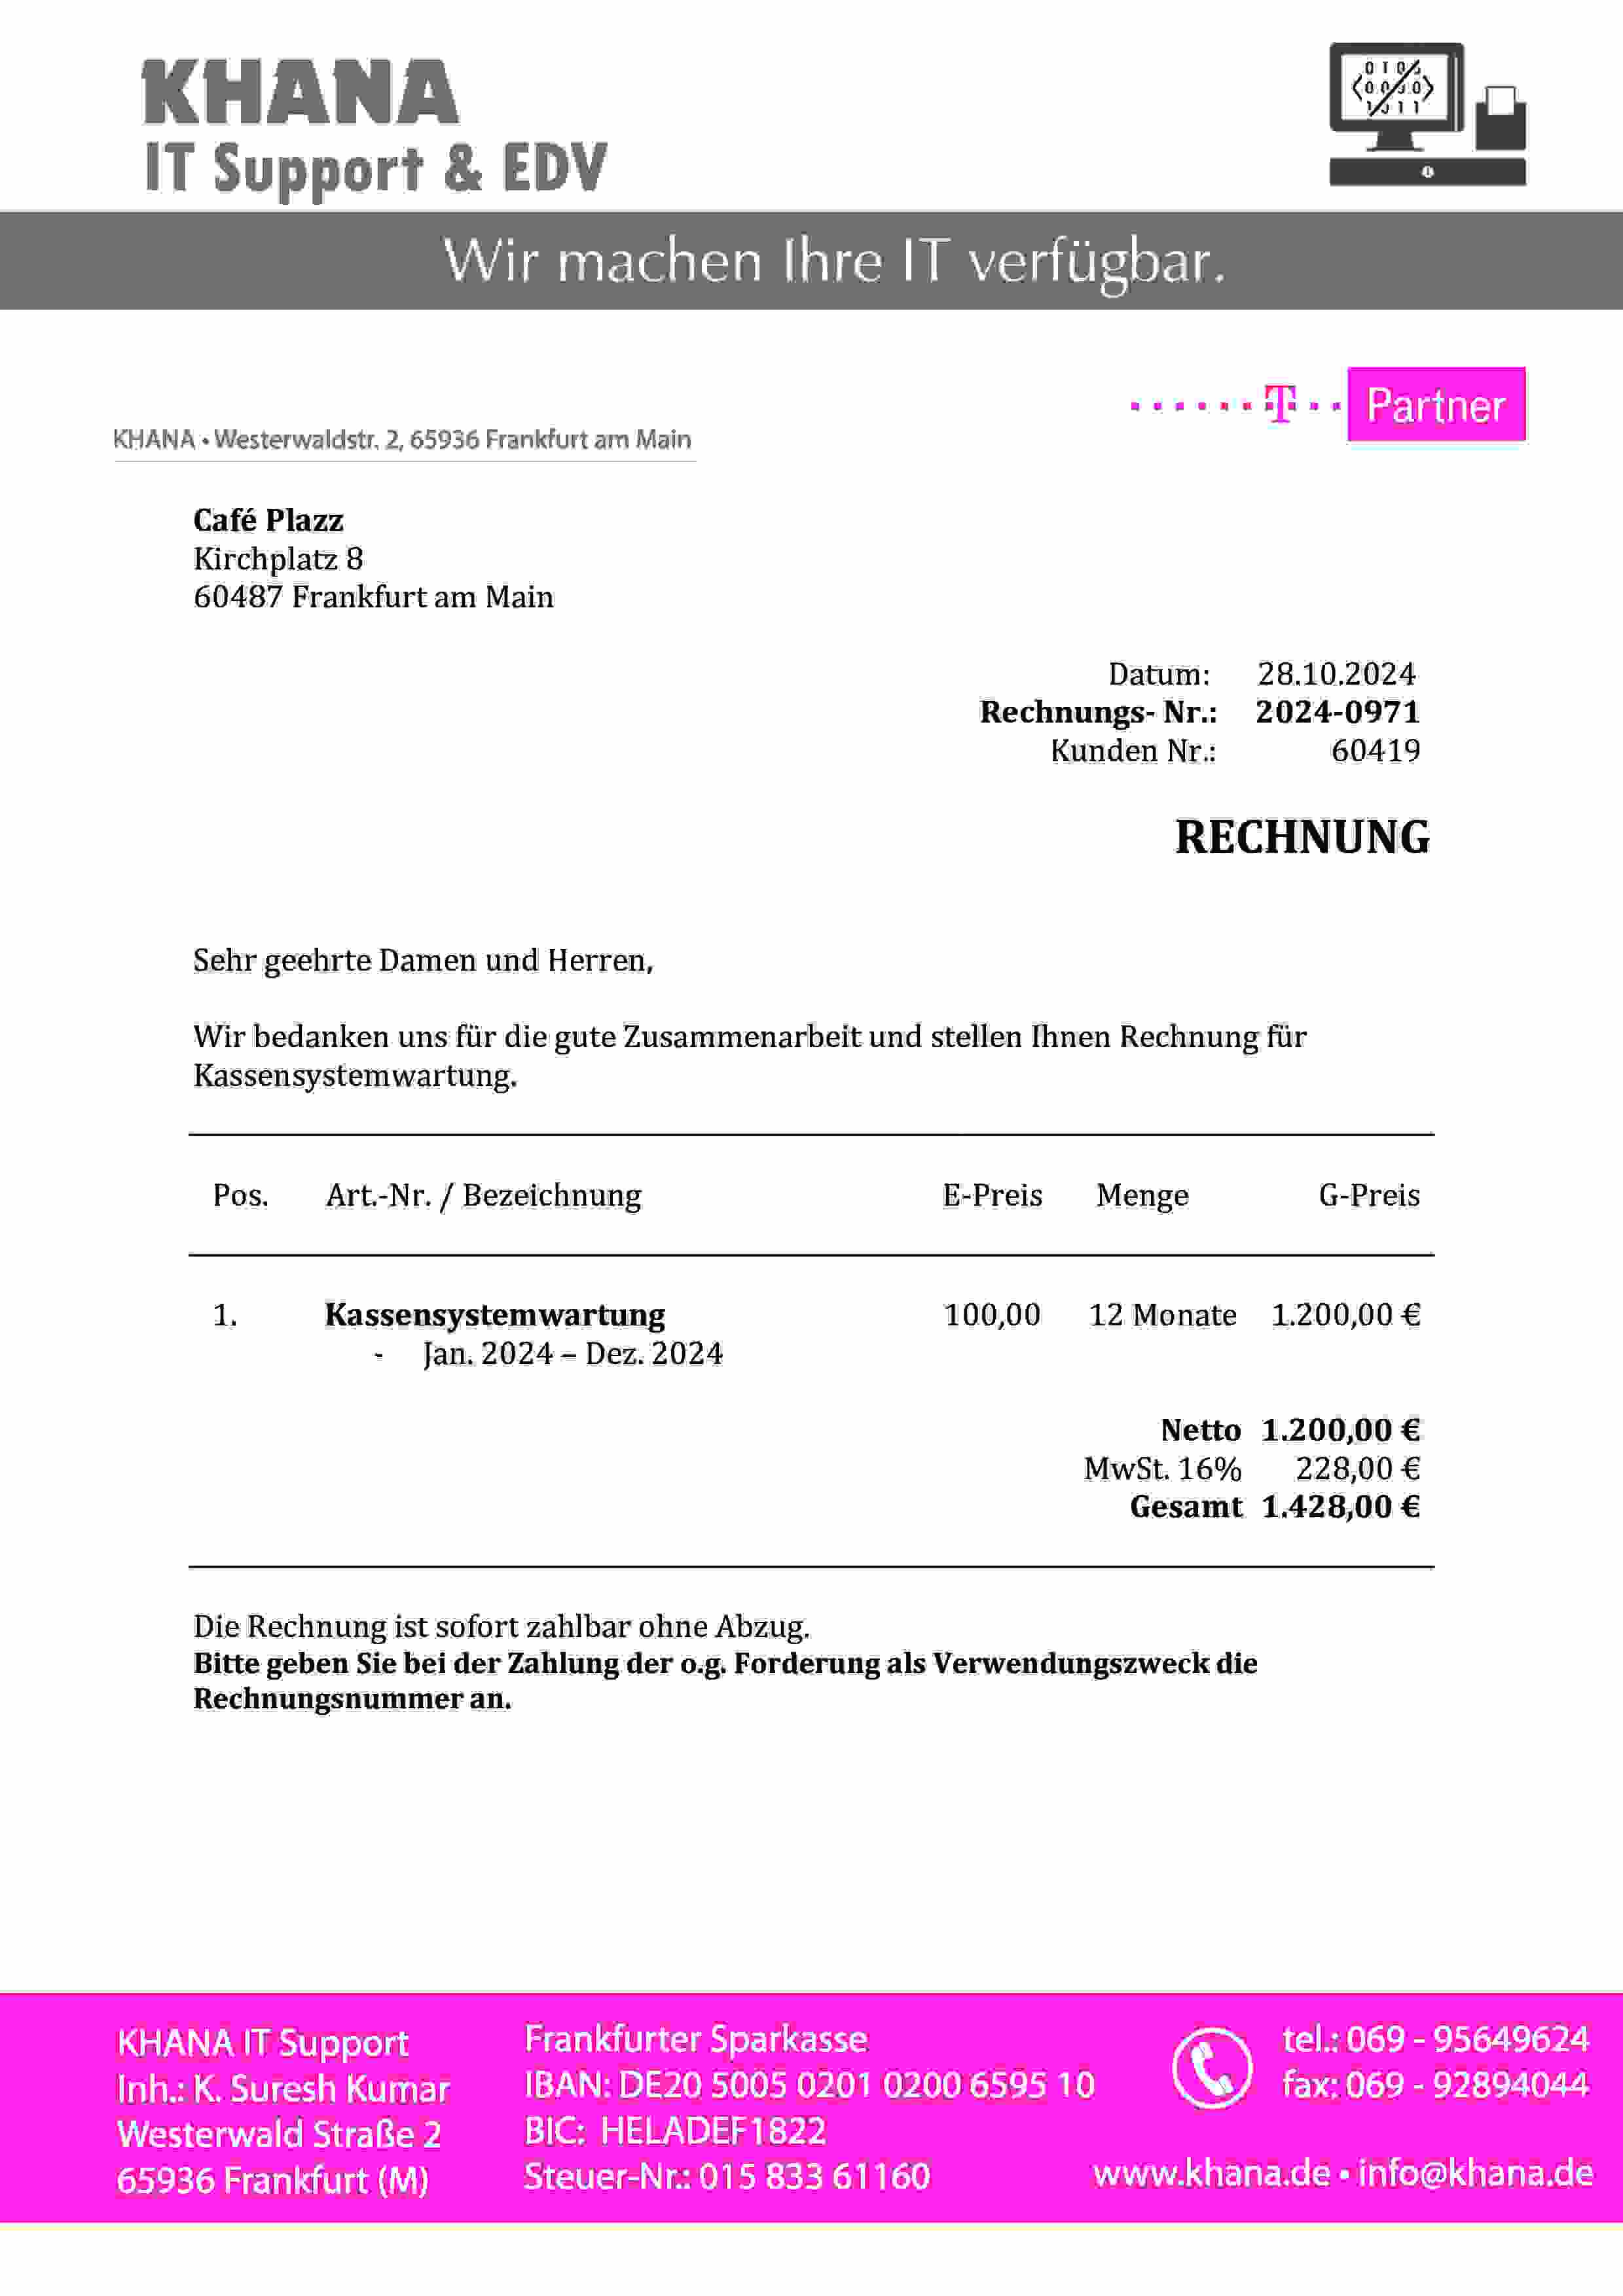 KHANA
IT Support & EDV
Wir machen Ihre IT verfügbar.
T Partner
KHANA • Westerwaldstr. 2, 65936 Frankfurt am Main
Café Plazz
Kirchplatz 8
60487 Frankfurt am Main
Datum: 28.10.2024
Rechnungs- Nr.: 2024-0971
Kunden Nr.: 60419
RECHNUNG
Sehr geehrte Damen und Herren,
Wir bedanken uns für die gute Zusammenarbeit und stellen Ihnen Rechnung für
Kassensystemwartung.
Pos. Art.-Nr. / Bezeichnung E-Preis Menge G-Preis
1. Kassensystemwartung 100,00 12 Monate 1.200,00 €
- Jan. 2024 – Dez. 2024
Netto 1.200,00 €
MwSt. 16% 228,00 €
Gesamt 1.428,00 €
Die Rechnung ist sofort zahlbar ohne Abzug.
Bitte geben Sie bei der Zahlung der o.g. Forderung als Verwendungszweck die
Rechnungsnummer an.
KHANA IT Support
Inh.: K. Suresh Kumar
Westerwald Straße 2
65936 Frankfurt (M)
Frankfurter Sparkasse
IBAN: DE20 5005 0201 0200 6595 10
BIC: HELADEF1822
Steuer-Nr.: 015 833 61160
tel.: 069 - 95649624
fax: 069 - 92894044
www.khana.de • info@khana.de